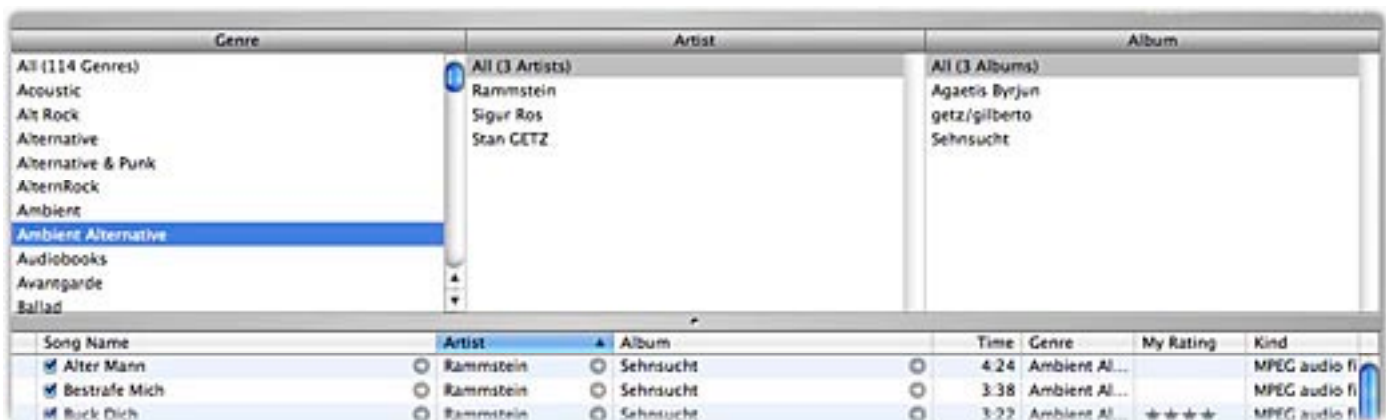 Genre Artist Album
All (114 Genres) All (3 Artists) All (3 Albums)
Acoustic Rammstein Agaetis Byrjun
Alt Rock Sigur Ros getz/gilberto
Alternative Stan GETZ Sehnsucht
Alternative & Punk
AlternRock
Ambient
Ambient Alternative
Audiobooks
Avantgarde
Ballad
Song Name Artist Album Time Genre My Rating Kind
Alter Mann Rammstein Sehnsucht 4:24 Ambient Al... MPEG audio fi
Bestrafe Mich Rammstein Sehnsucht 3:38 Ambient Al... MPEG audio fi
Buck Dich Rammstein Sehnsucht 3:22 Ambient Al... ★★★★ MPEG audio fi